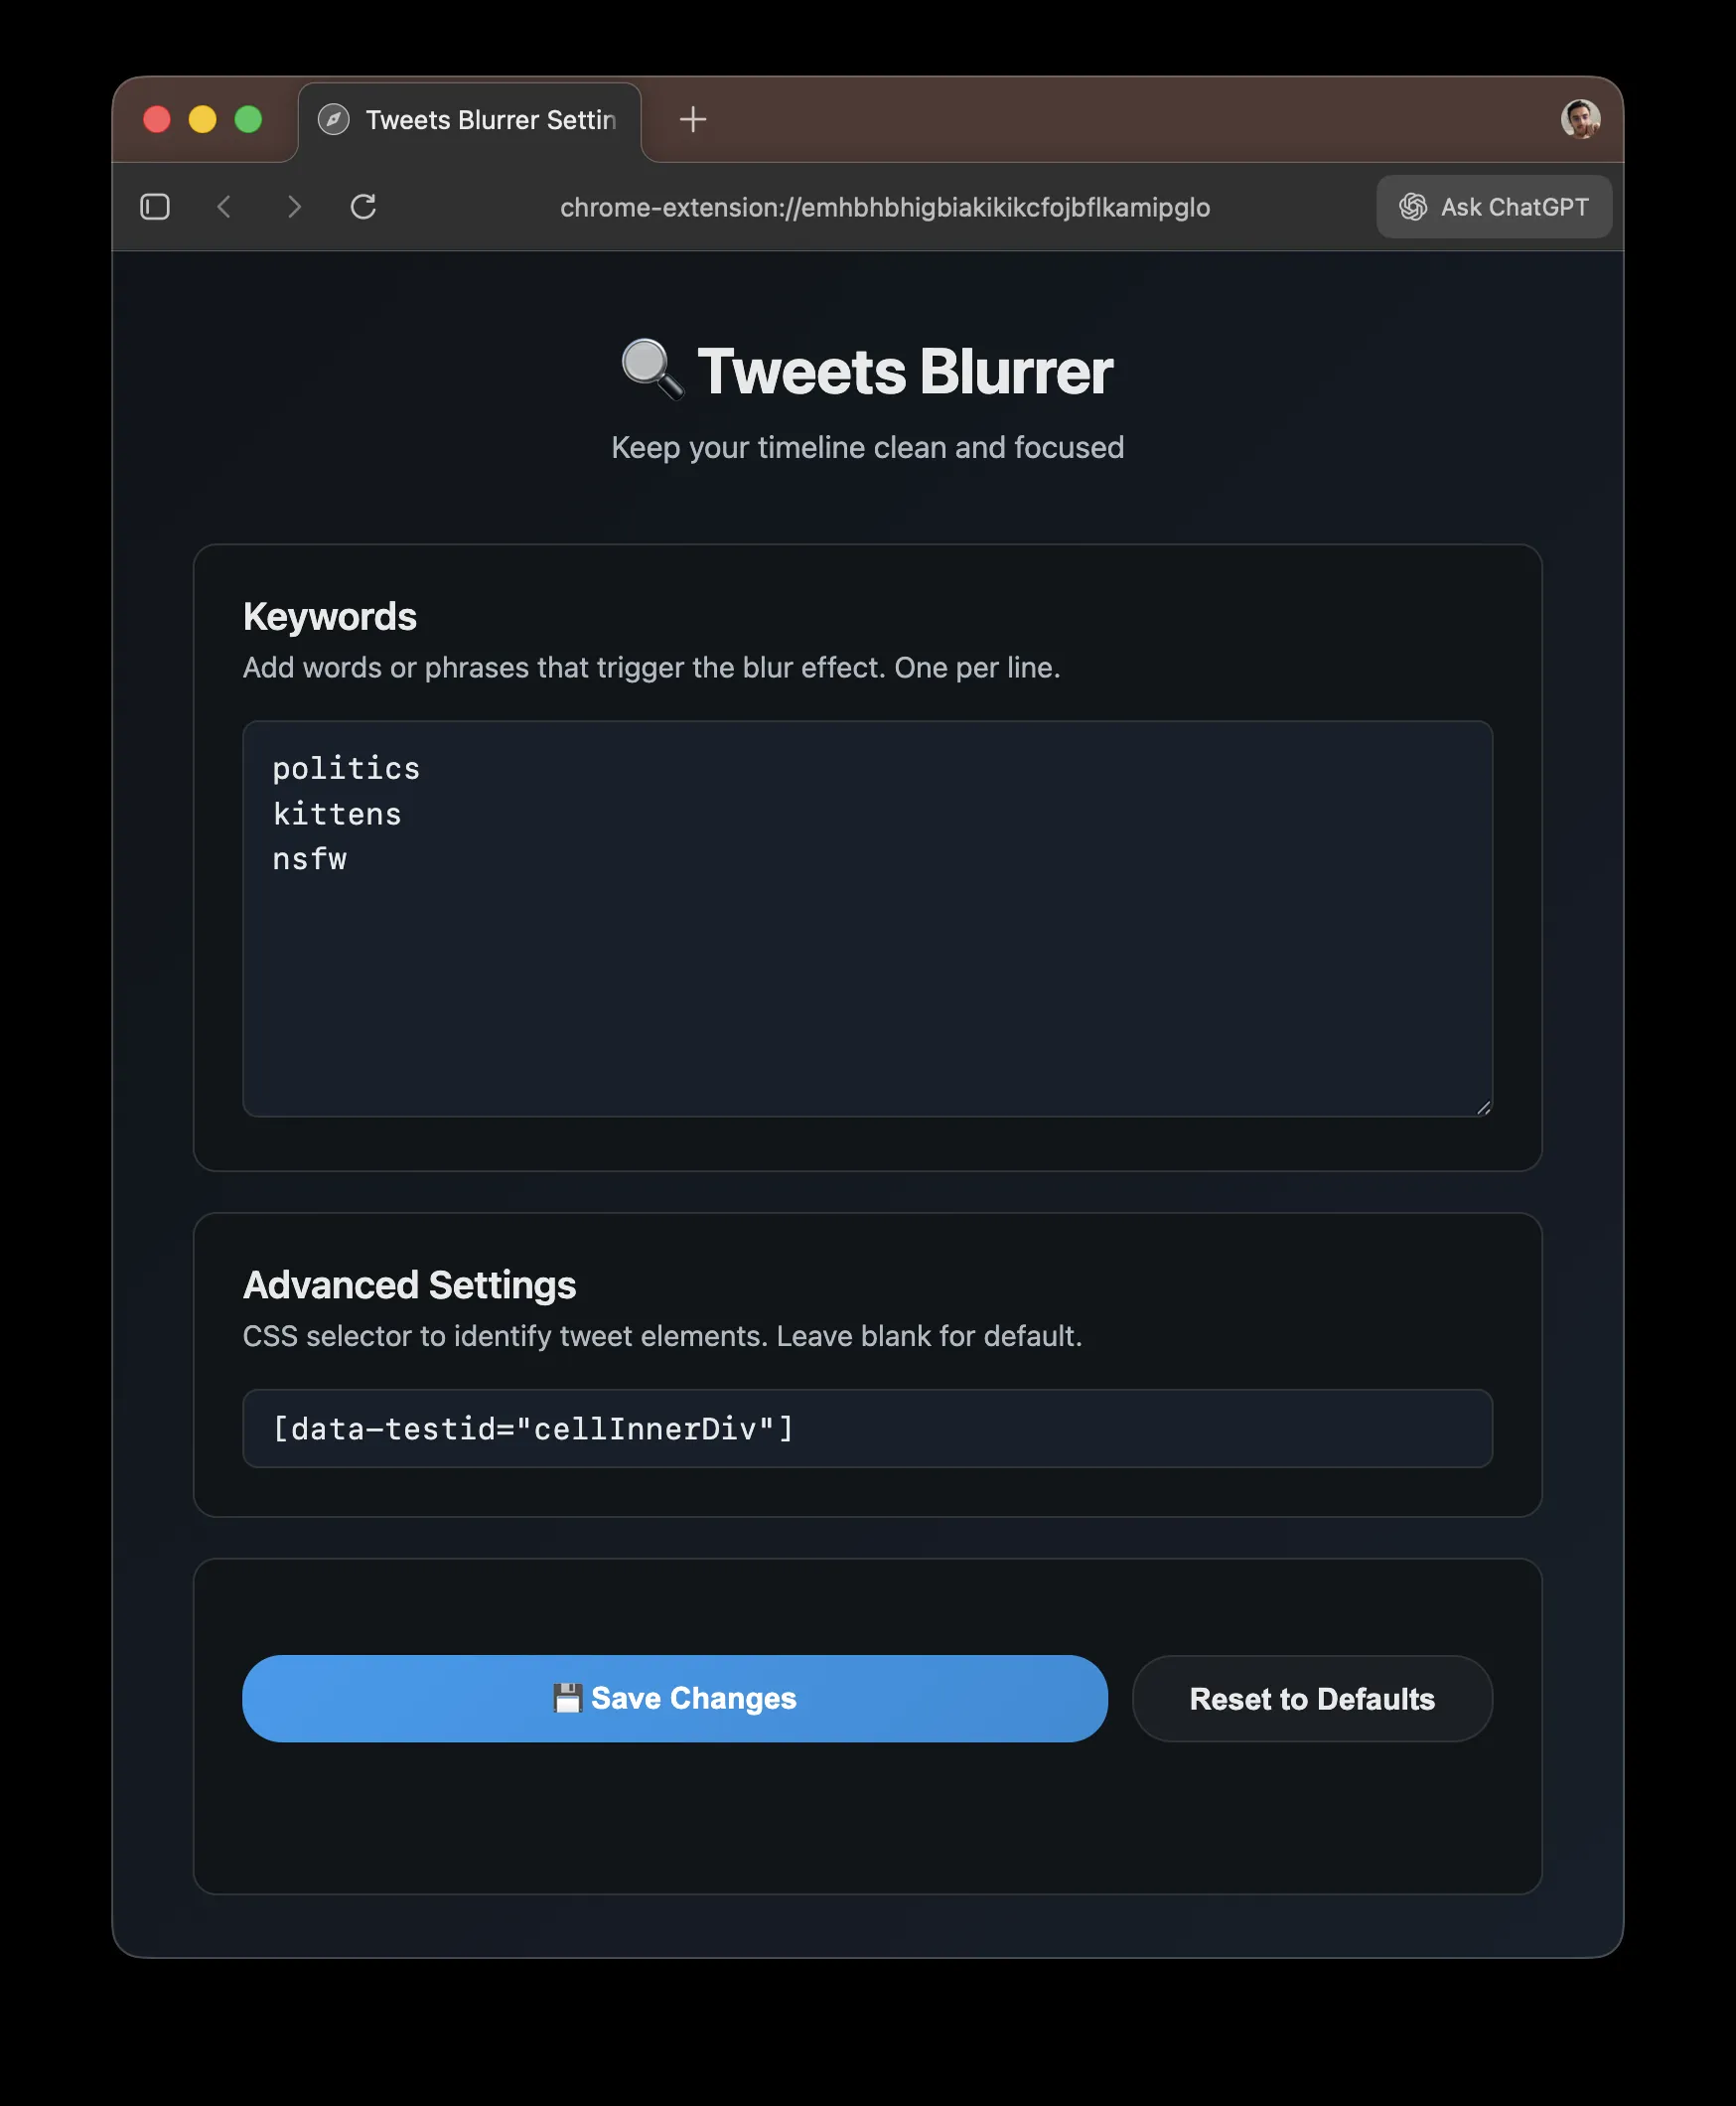 Tweets Blurrer Settin
chrome-extension://emhbhbhigbiakikikcfojbflkamipglo
Ask ChatGPT
🔍 Tweets Blurrer
Keep your timeline clean and focused
Keywords
Add words or phrases that trigger the blur effect. One per line.
politics
kittens
nsfw
Advanced Settings
CSS selector to identify tweet elements. Leave blank for default.
[data-testid="cellInnerDiv"]
💾 Save Changes
Reset to Defaults